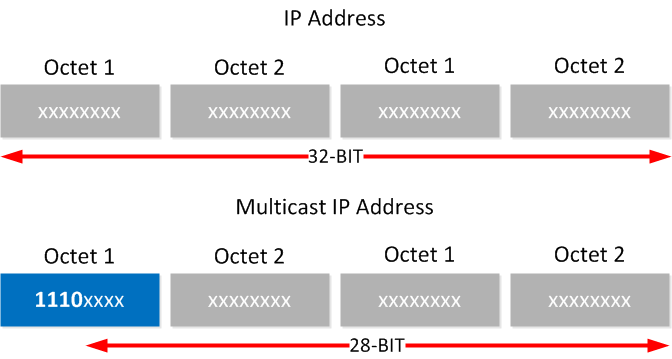 IP Address
Octet 1 Octet 2 Octet 1 Octet 2
xxxxxxxx xxxxxxxx xxxxxxxx xxxxxxxx
32-BIT
Multicast IP Address
Octet 1 Octet 2 Octet 1 Octet 2
1110xxxx xxxxxxxx xxxxxxxx xxxxxxxx
28-BIT